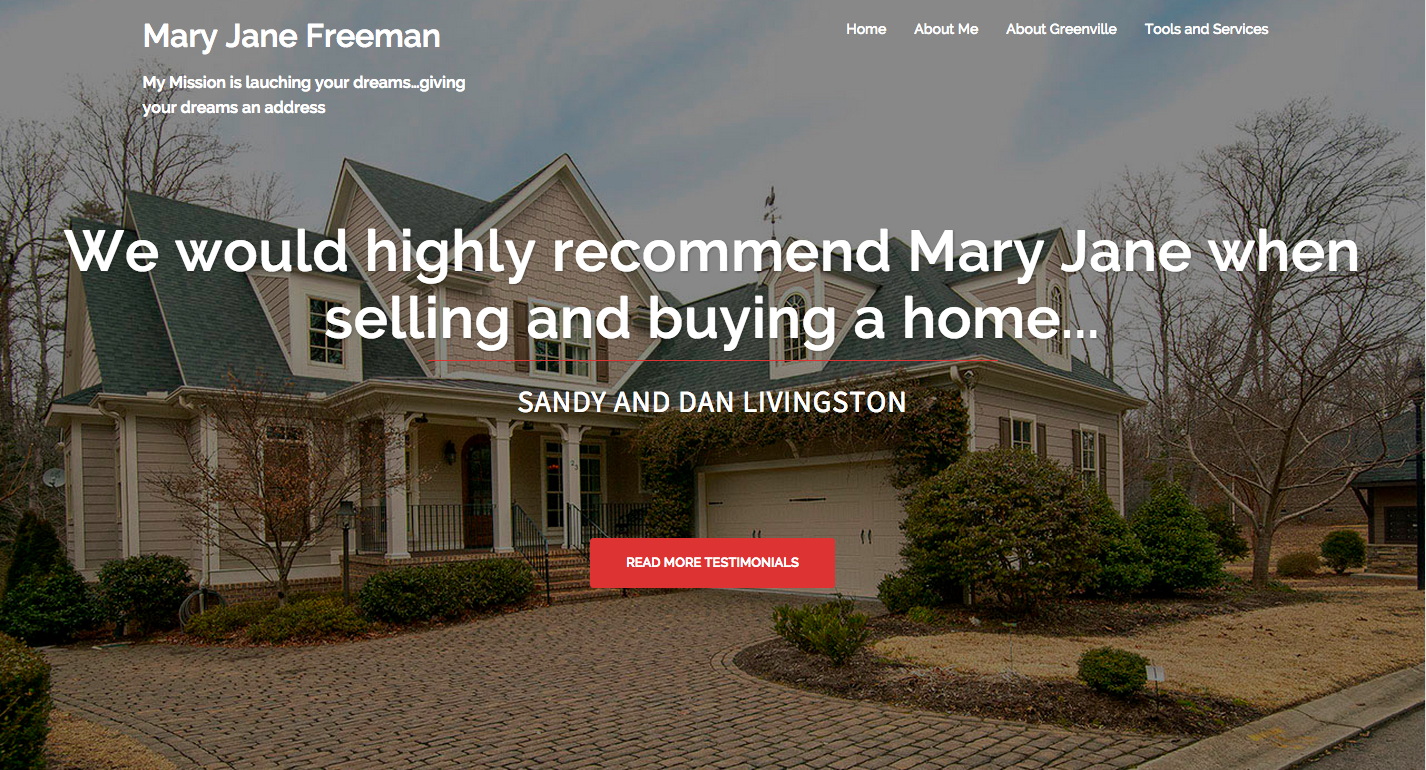 Mary Jane Freeman
Home About Me About Greenville Tools and Services
My Mission is lauching your dreams...giving
your dreams an address
We would highly recommend Mary Jane when
selling and buying a home...
SANDY AND DAN LIVINGSTON
23
READ MORE TESTIMONIALS